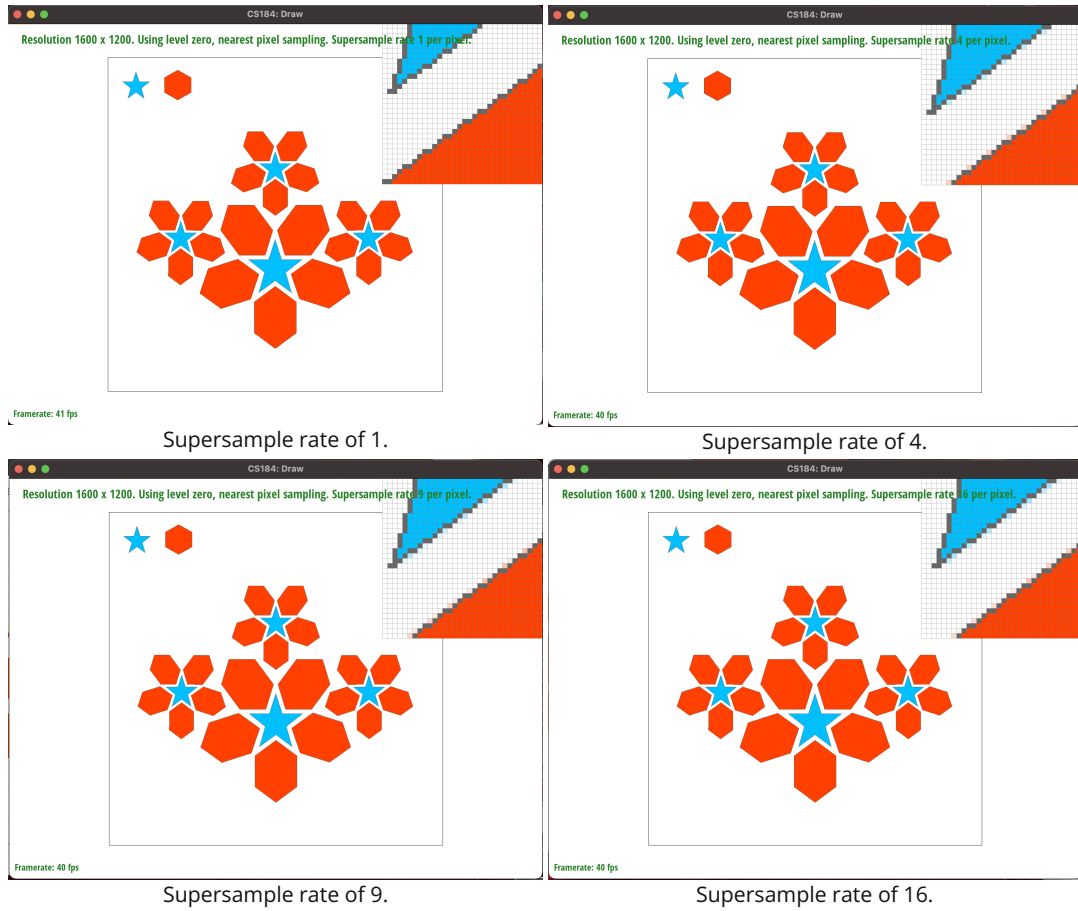 CS184: Draw
Resolution 1600 x 1200. Using level zero, nearest pixel sampling. Supersample rate 1 per pixel.
Framerate: 41 fps
Supersample rate of 1.
CS184: Draw
Resolution 1600 x 1200. Using level zero, nearest pixel sampling. Supersample rate 4 per pixel.
Framerate: 40 fps
Supersample rate of 4.
CS184: Draw
Resolution 1600 x 1200. Using level zero, nearest pixel sampling. Supersample rate 9 per pixel.
Framerate: 40 fps
Supersample rate of 9.
CS184: Draw
Resolution 1600 x 1200. Using level zero, nearest pixel sampling. Supersample rate 16 per pixel.
Framerate: 40 fps
Supersample rate of 16.